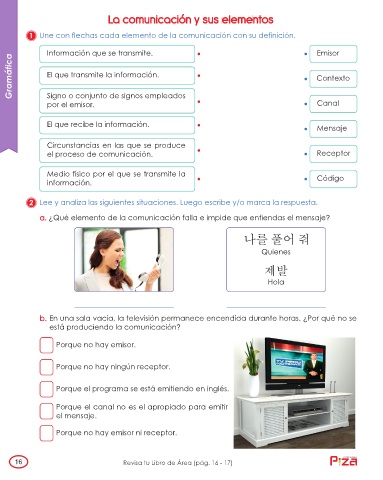 La comunicación y sus elementos
1 Une con flechas cada elemento de la comunicación con su definición.
Gramática
Información que se transmite.
Emisor
El que transmite la información.
Contexto
Signo o conjunto de signos empleados
por el emisor.
Canal
El que recibe la información.
Mensaje
Circunstancias en las que se produce
el proceso de comunicación.
Receptor
Medio físico por el que se transmite la
información.
Código
2 Lee y analiza las siguientes situaciones. Luego escribe y/o marca la respuesta.
a. ¿Qué elemento de la comunicación falla e impide que entiendas el mensaje?
나를 풀어 줘
Quienes
제발
Hola
b. En una sala vacía, la televisión permanece encendida durante horas. ¿Por qué no se
está produciendo la comunicación?
Porque no hay emisor.
Porque no hay ningún receptor.
Porque el programa se está emitiendo en inglés.
Porque el canal no es el apropiado para emitir
el mensaje.
Porque no hay emisor ni receptor.
16
Revisa tu Libro de Área (pág. 16 - 17)